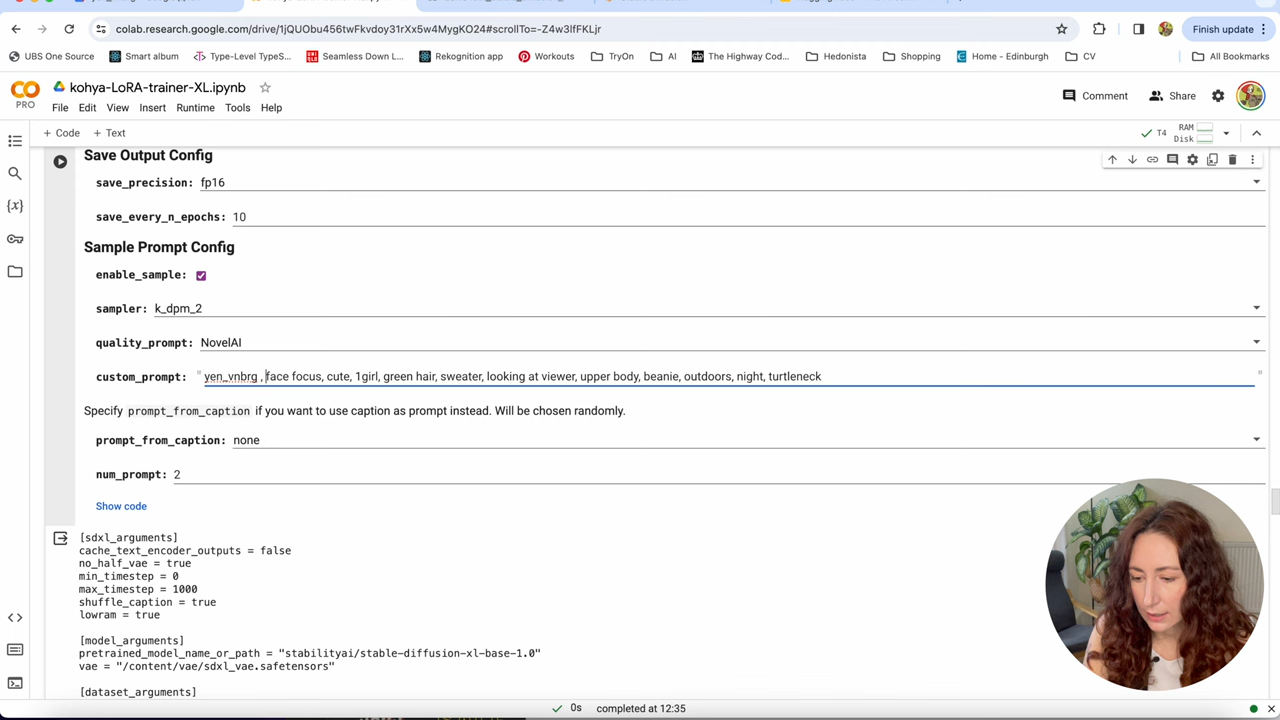 colab.research.google.com/drive/1jQUObu456twFkvdoy31rXx5w4MygKO24#scrollTo=-Z4w3lfFKLjr
Finish update
UBS One Source
Smart album
Type-Level TypeS...
Seamless Down L...
Rekognition app
Workouts
TryOn
AI
The Highway Cod...
Hedonista
Shopping
Home - Edinburgh
CV
All Bookmarks
CO
PRO
kohya-LoRA-trainer-XL.ipynb
Comment
Share
File Edit View Insert Runtime Tools Help
+ Code + Text
T4
RAM
Disk
Save Output Config
save_precision: fp16
save_every_n_epochs: 10
Sample Prompt Config
enable_sample:
sampler: k_dpm_2
quality_prompt: NovelAI
custom_prompt: " yen_vnbrg , face focus, cute, 1girl, green hair, sweater, looking at viewer, upper body, beanie, outdoors, night, turtleneck "
Specify prompt_from_caption if you want to use caption as prompt instead. Will be chosen randomly.
prompt_from_caption: none
num_prompt: 2
Show code
[sdxl_arguments]
cache_text_encoder_outputs = false
no_half_vae = true
min_timestep = 0
max_timestep = 1000
shuffle_caption = true
lowram = true
[model_arguments]
pretrained_model_name_or_path = "stabilityai/stable-diffusion-xl-base-1.0"
vae = "/content/vae/sdxl_vae.safetensors"
[dataset_arguments]
0s completed at 12:35